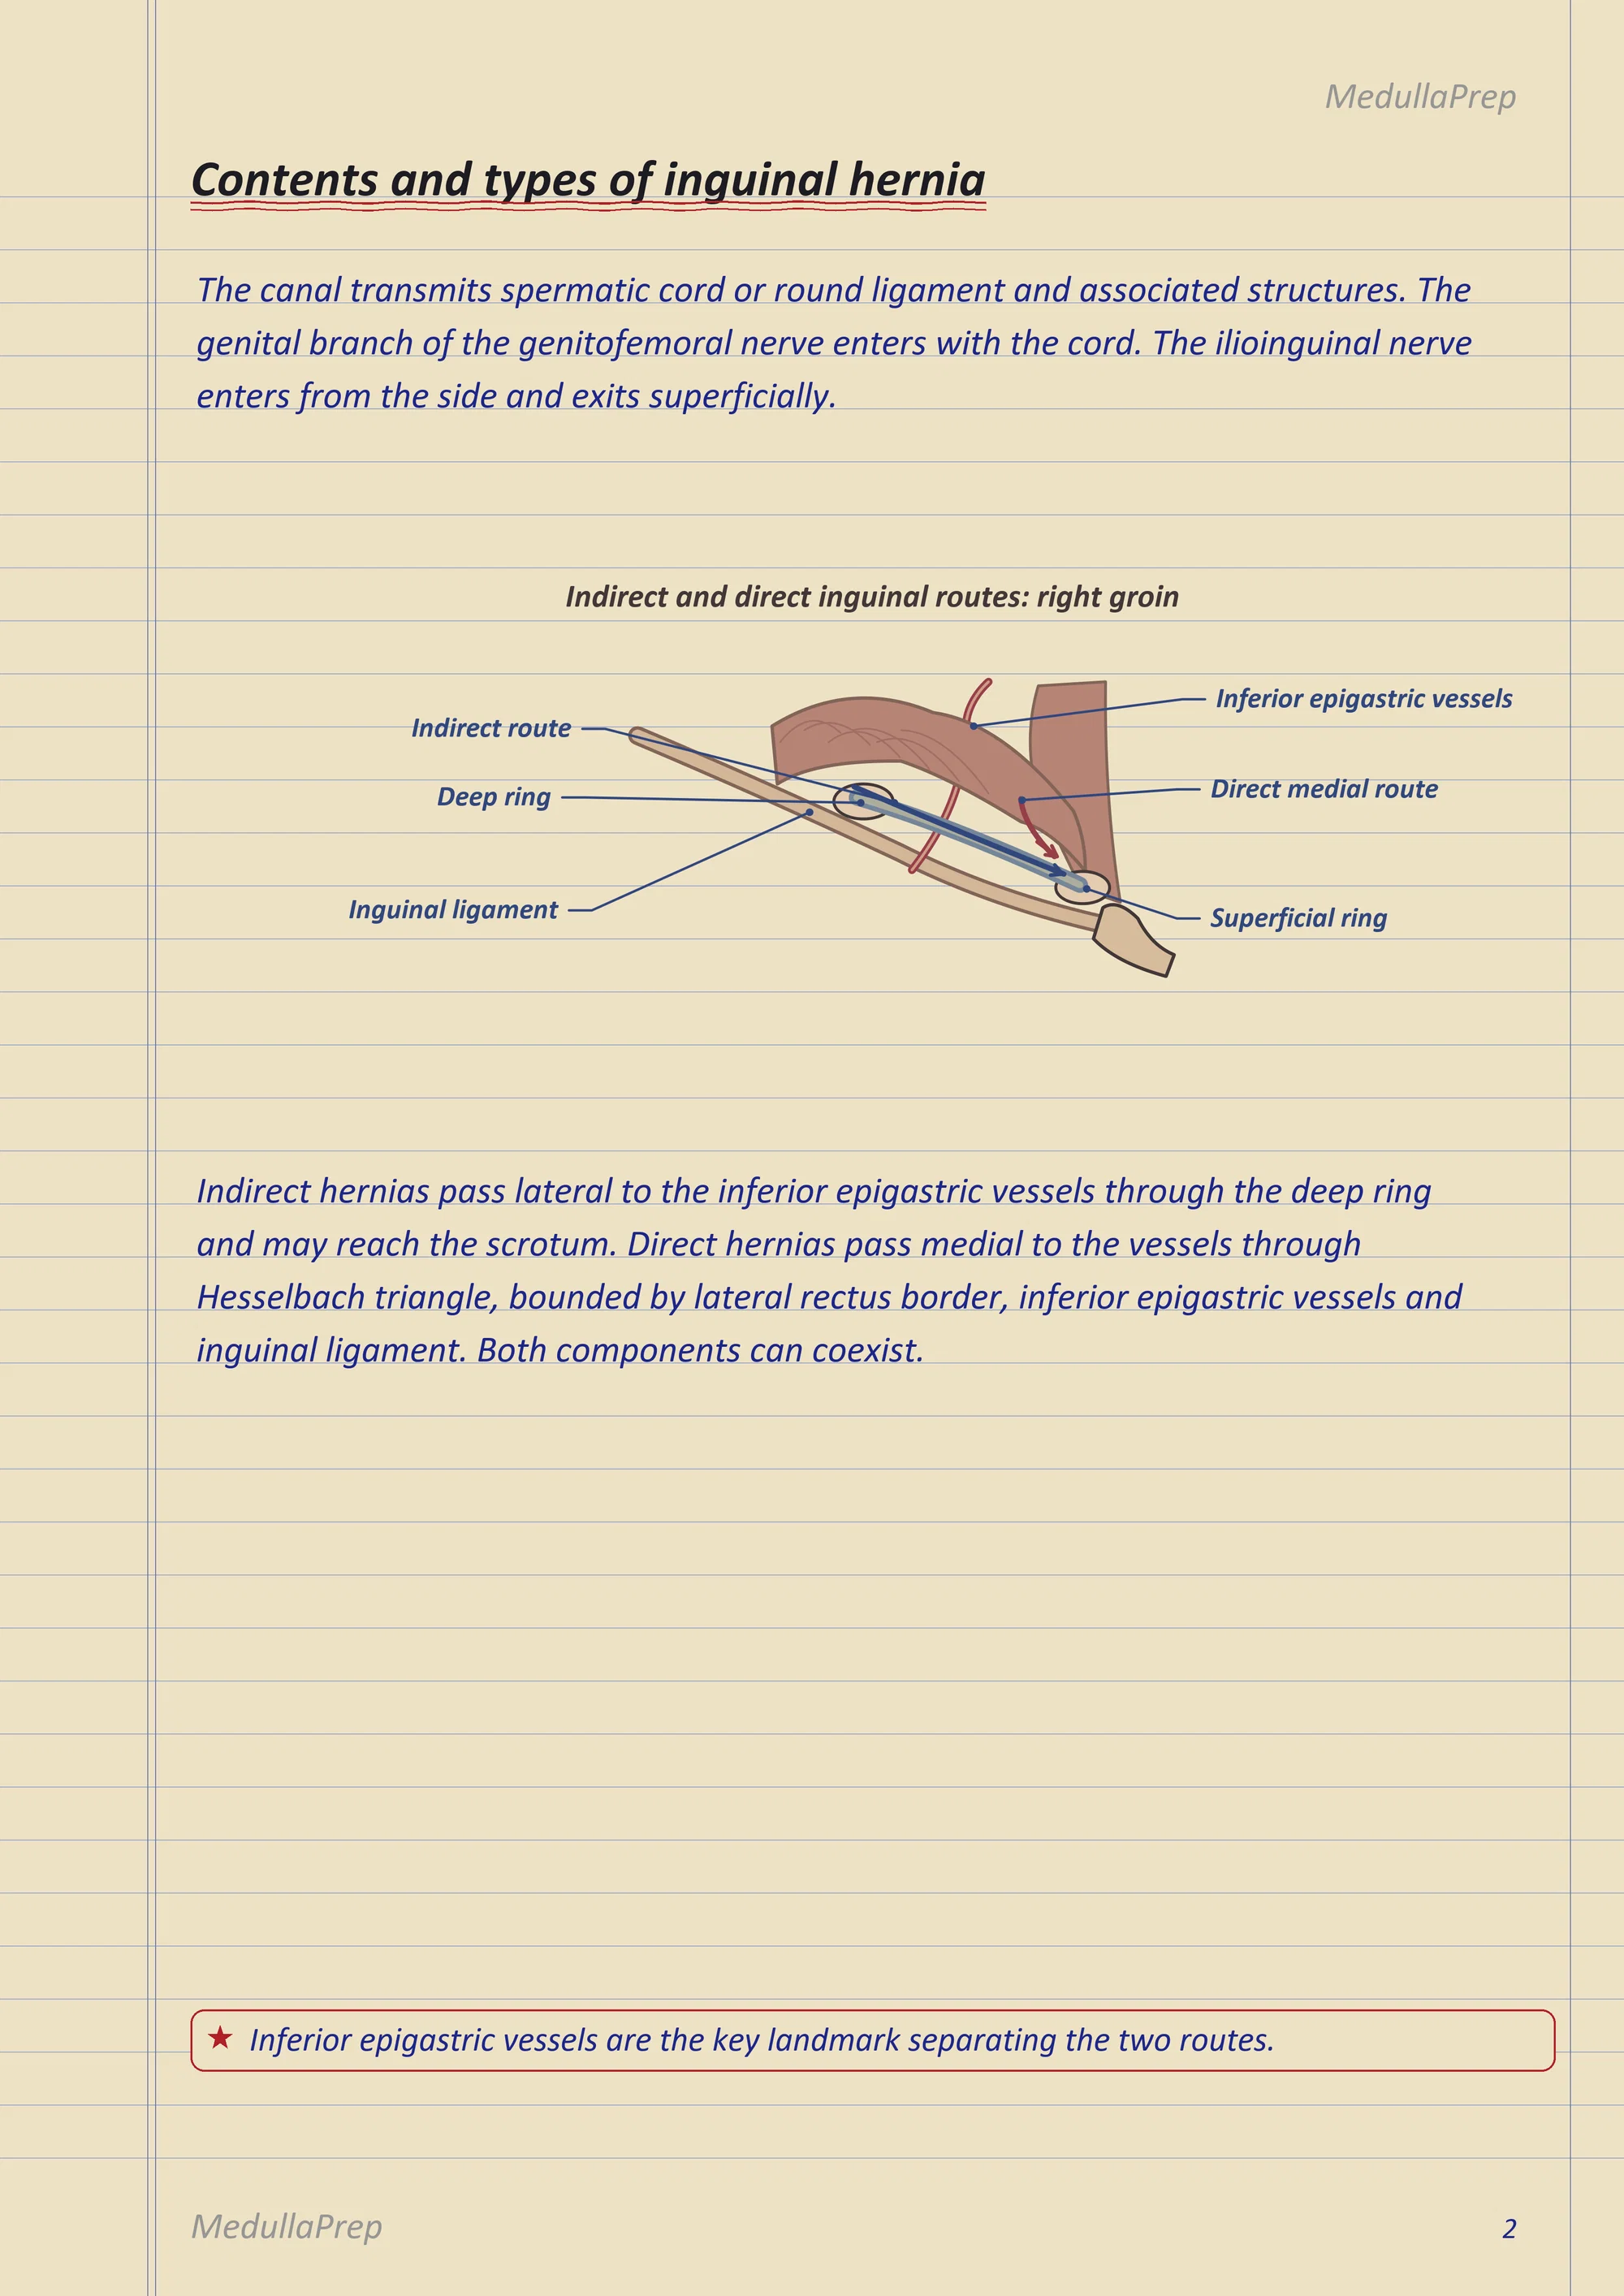 MedullaPrep
Contents and types of inguinal hernia
The canal transmits spermatic cord or round ligament and associated structures. The
genital branch of the genitofemoral nerve enters with the cord. The ilioinguinal nerve
enters from the side and exits superficially.
Indirect and direct inguinal routes: right groin
Inferior epigastric vessels
Indirect route
Direct medial route
Deep ring
Inguinal ligament
Superficial ring
Indirect hernias pass lateral to the inferior epigastric vessels through the deep ring
and may reach the scrotum. Direct hernias pass medial to the vessels through
Hesselbach triangle, bounded by lateral rectus border, inferior epigastric vessels and
inguinal ligament. Both components can coexist.
★ Inferior epigastric vessels are the key landmark separating the two routes.
MedullaPrep
2